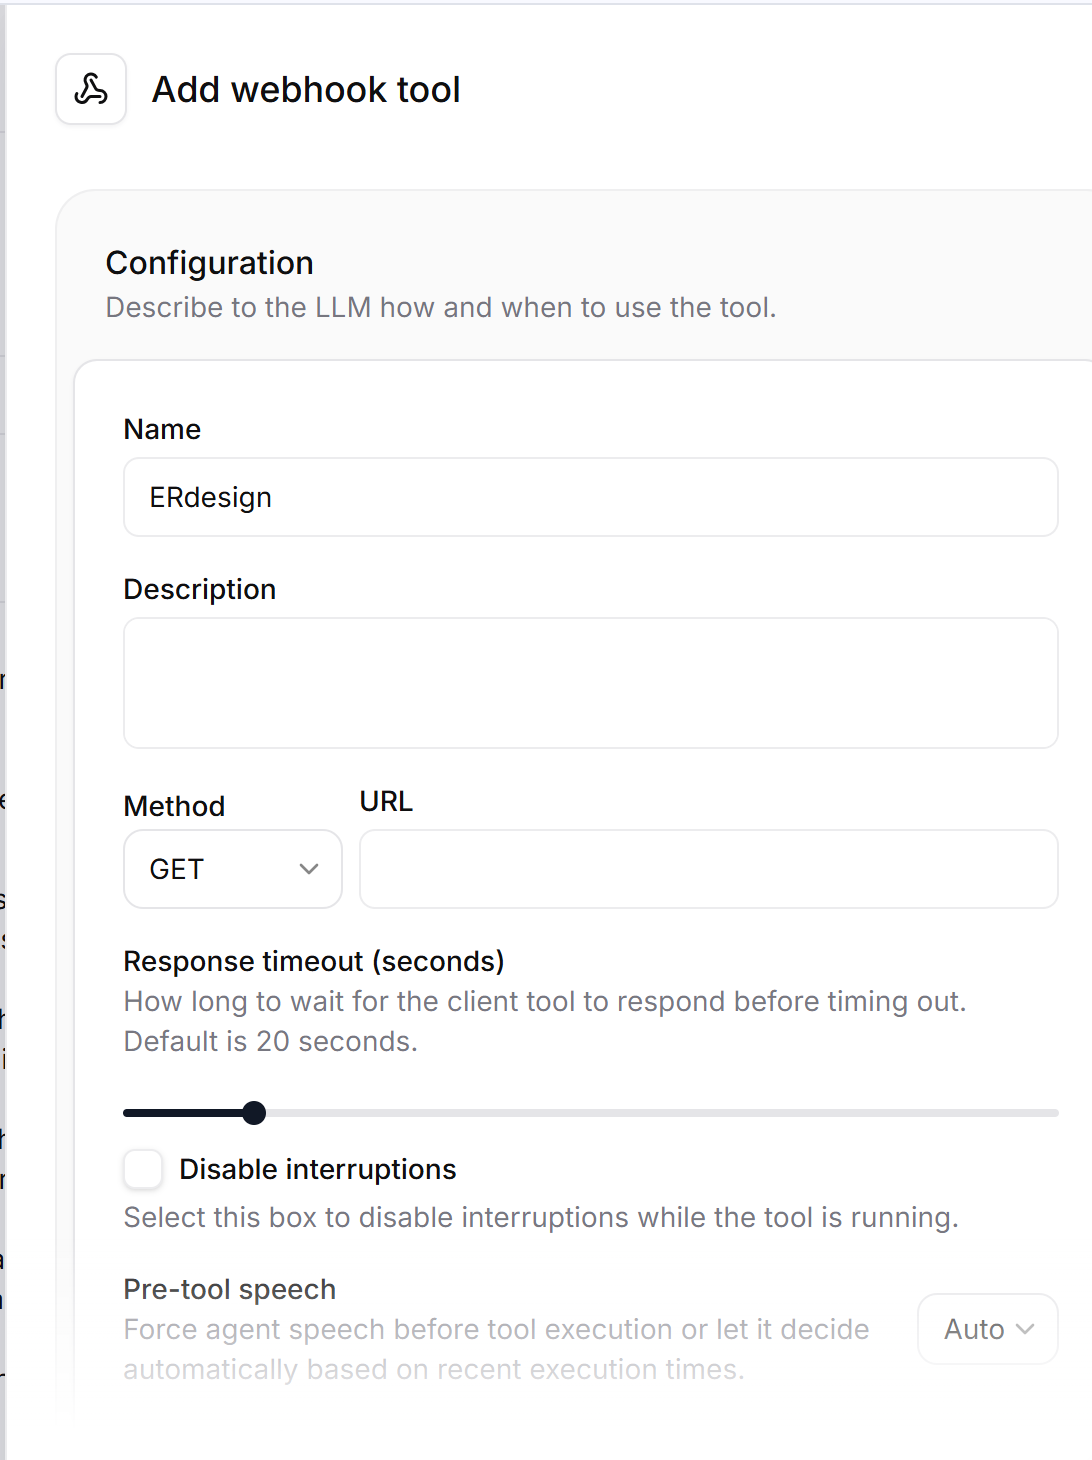 Add webhook tool
Configuration
Describe to the LLM how and when to use the tool.
Name
ERdesign
Description
Method
URL
GET
Response timeout (seconds)
How long to wait for the client tool to respond before timing out.
Default is 20 seconds.
Disable interruptions
Select this box to disable interruptions while the tool is running.
Pre-tool speech
Force agent speech before tool execution or let it decide
automatically based on recent execution times.
Auto